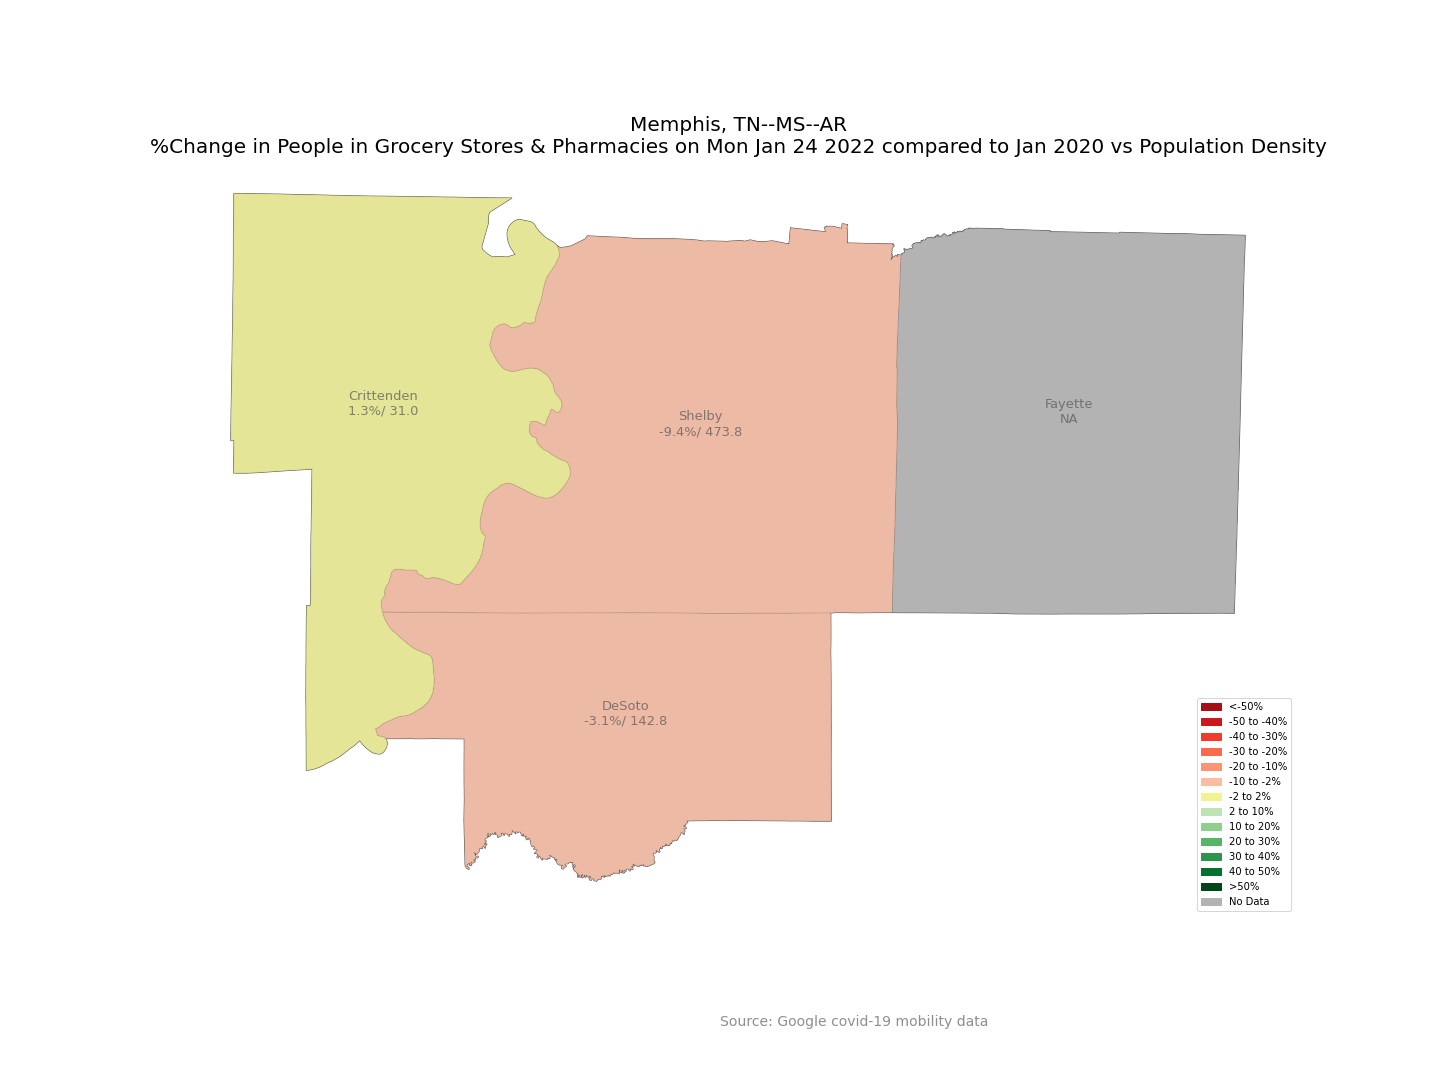 Memphis, TN--MS--AR
%Change in People in Grocery Stores & Pharmacies on Mon Jan 24 2022 compared to Jan 2020 vs Population Density
Crittenden
1.3%/ 31.0
Shelby
-9.4%/ 473.8
Fayette
NA
DeSoto
-3.1%/ 142.8
<-50%
-50 to -40%
-40 to -30%
-30 to -20%
-20 to -10%
-10 to -2%
-2 to 2%
2 to 10%
10 to 20%
20 to 30%
30 to 40%
40 to 50%
>50%
No Data
Source: Google covid-19 mobility data